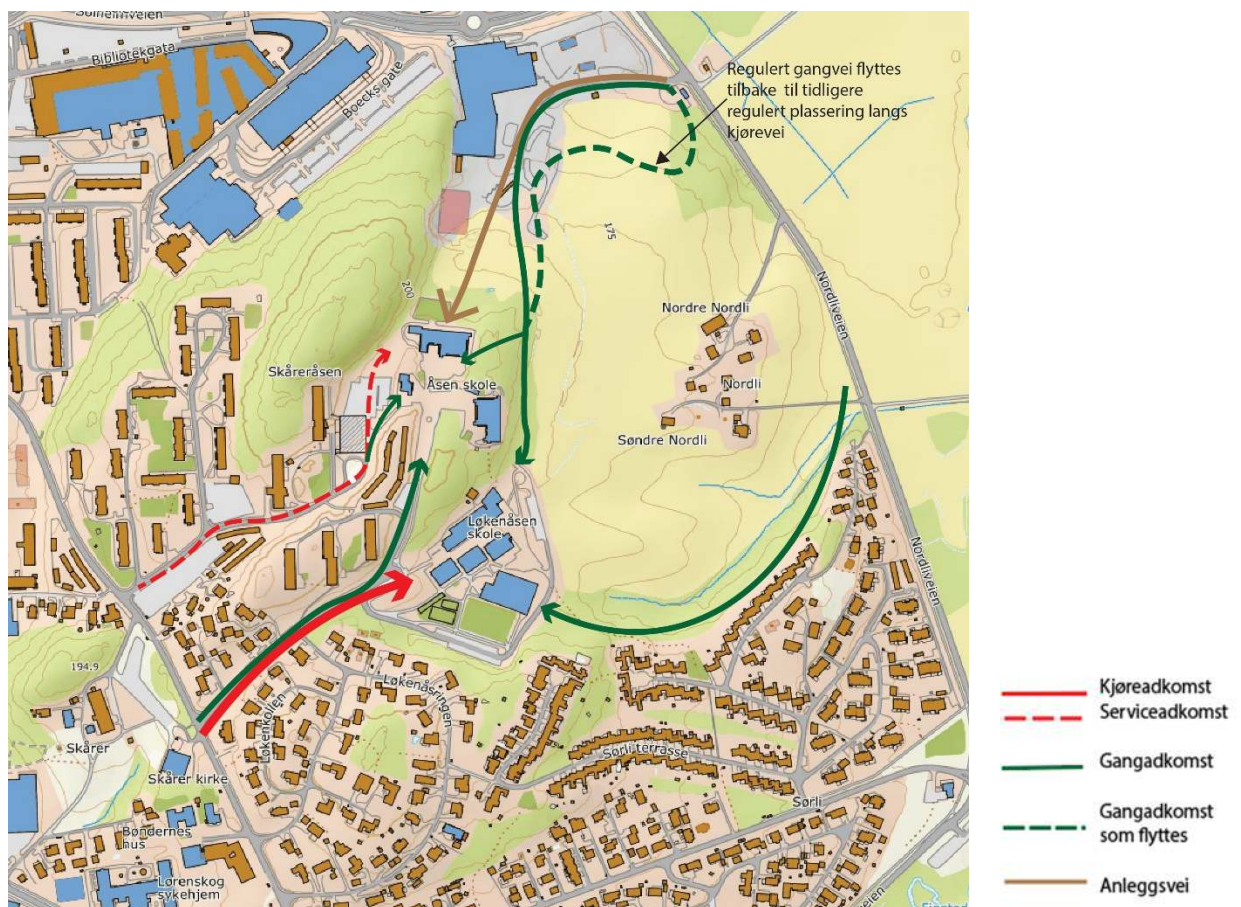 Bibliotekgata
Boecks gate
Regulert gangvei flyttes
tilbake til tidligere
regulert plassering langs
kjørevei
175
200
Nordliveien
Nordre Nordli
Skåreråsen
Åsen skole
Nordli
Søndre Nordli
Løkenåsen
skole
Nordliveien
194.9
Løkenåsringen
Løkenkollen
Skårer
Sørli terrasse
Skårer kirke
Sørli
Bøndernes
hus
Lørenskog
sykehjem
Kjøreadkomst
Serviceadkomst
Gangadkomst
Gangadkomst
som flyttes
Anleggsvei